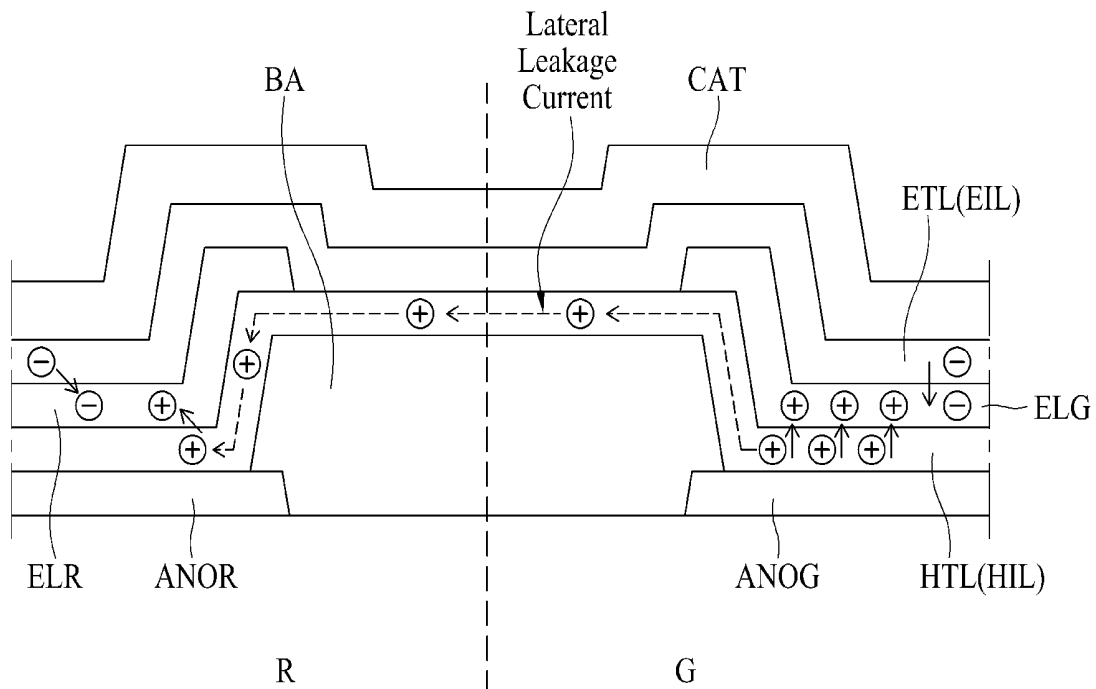 Lateral
Leakage
Current
BA
CAT
ETL(EIL)
ELG
ELR
ANOR
ANOG
HTL(HIL)
R
G